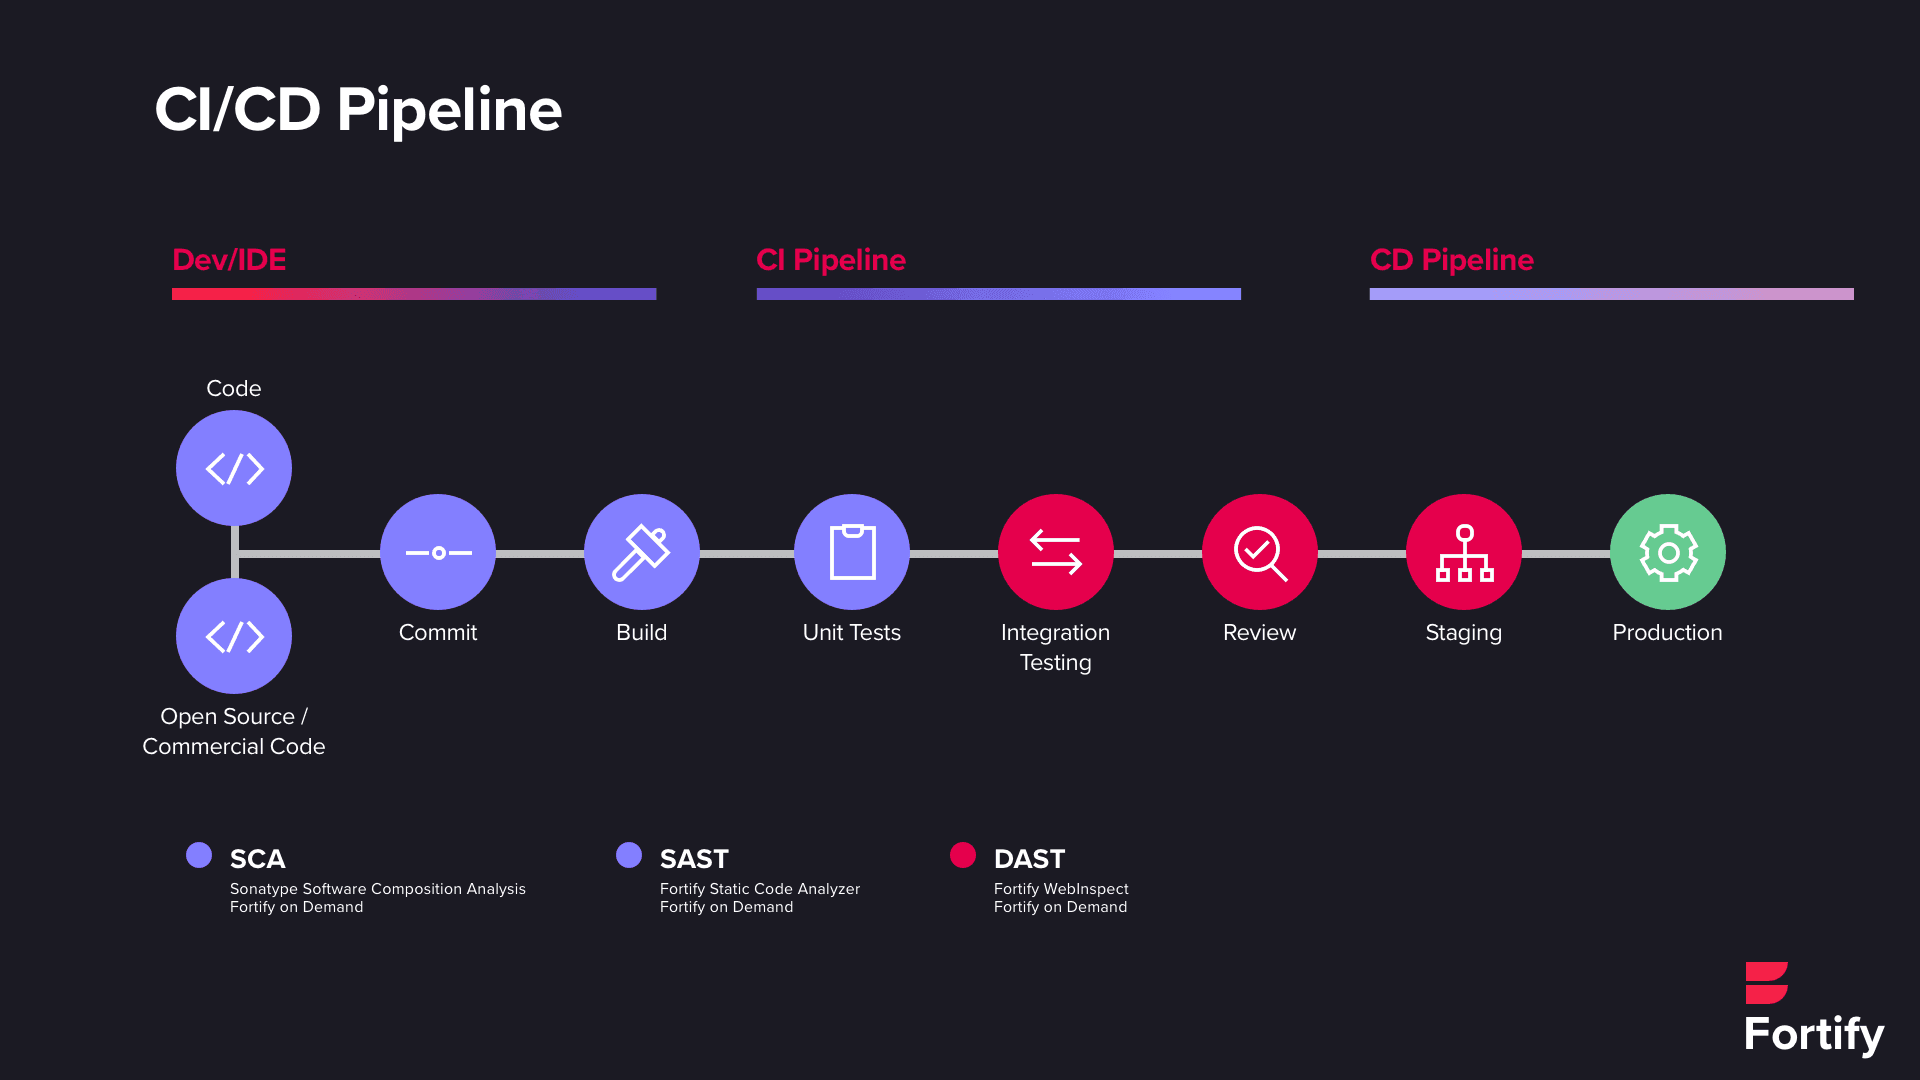 CI/CD Pipeline
Dev/IDE
CI Pipeline
CD Pipeline
Code
Commit
Build
Unit Tests
Integration
Testing
Review
Staging
Production
Open Source /
Commercial Code
SCA
Sonatype Software Composition Analysis
Fortify on Demand
SAST
Fortify Static Code Analyzer
Fortify on Demand
DAST
Fortify WebInspect
Fortify on Demand
Fortify